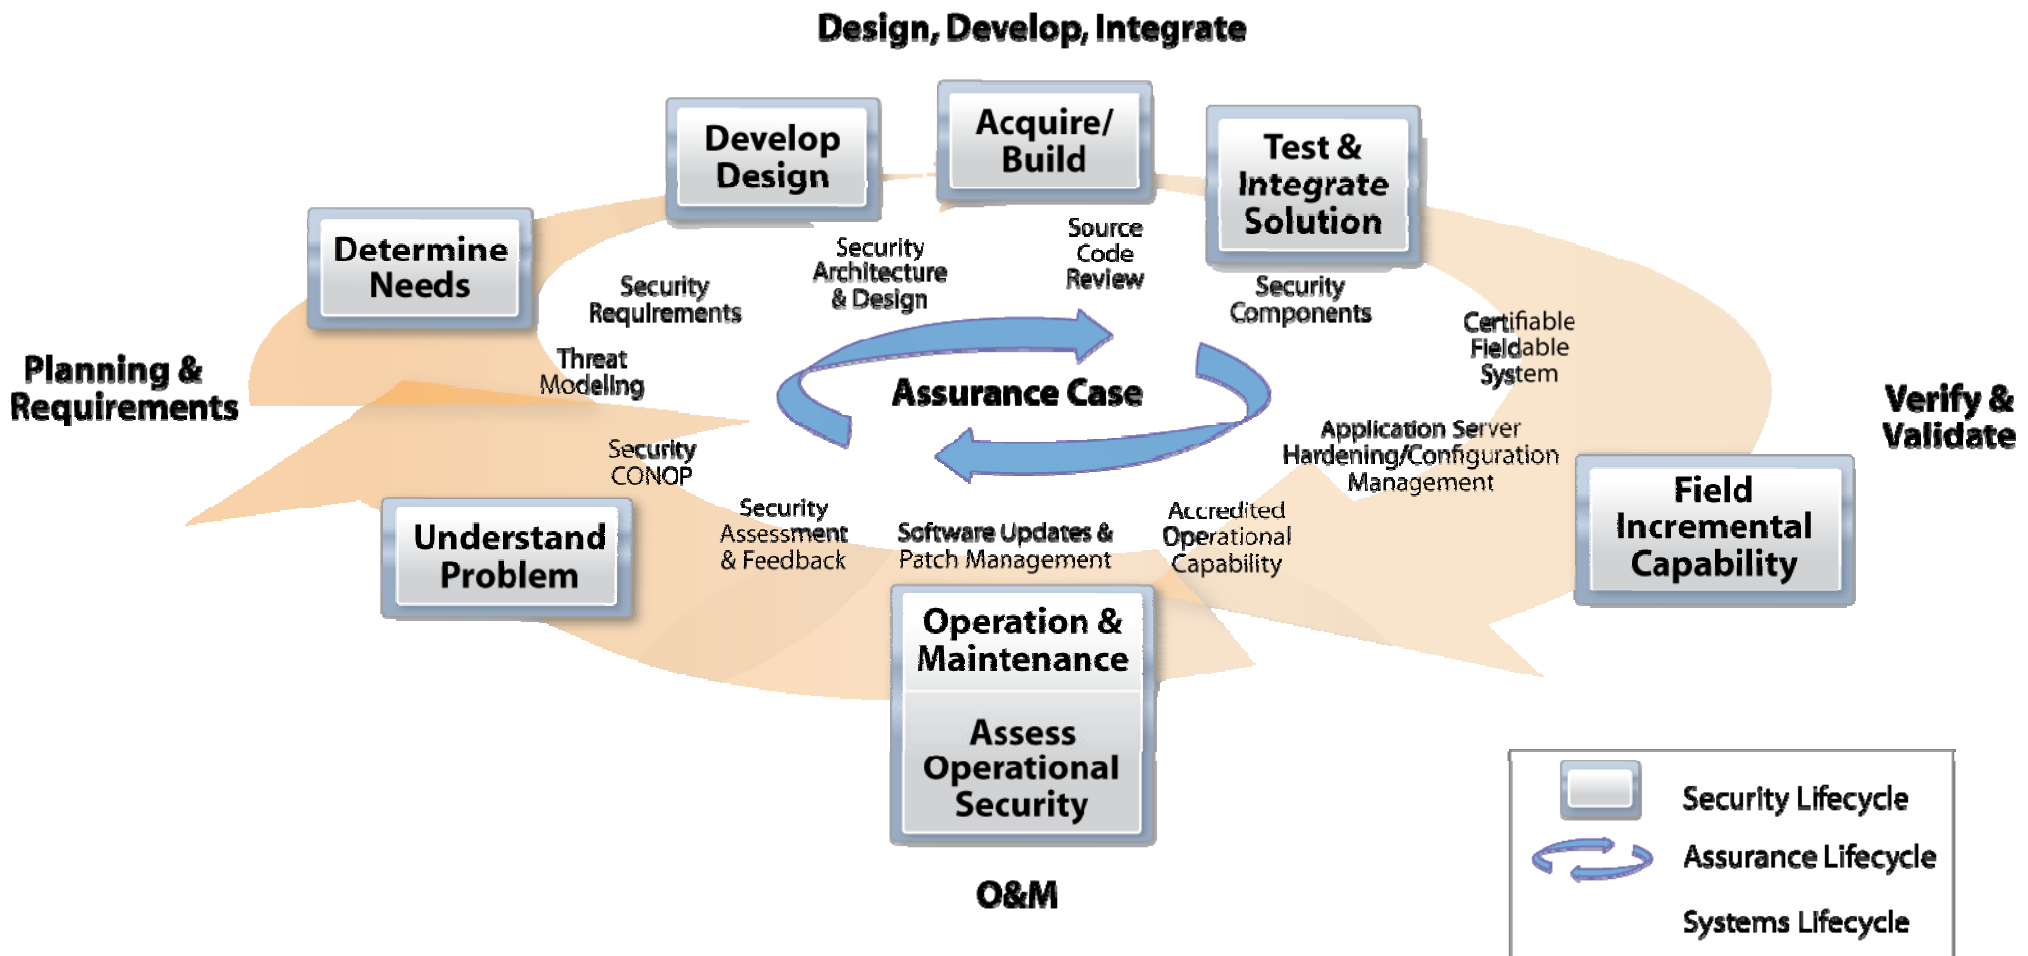 Design, Develop, Integrate
Develop
Design
Acquire/
Build
Test &
Integrate
Solution
Determine
Needs
Security
Requirements
Security
Architecture
& Design
Source
Code
Review
Security
Components
Certifiable
Fieldable
System
Threat
Modeling
Planning &
Requirements
Assurance Case
Verify &
Validate
Security
CONOP
Application Server
Hardening/Configuration
Management
Understand
Problem
Security
Assessment
& Feedback
Software Updates &
Patch Management
Accredited
Operational
Capability
Field
Incremental
Capability
Operation &
Maintenance
Assess
Operational
Security
O&M
Security Lifecycle
Assurance Lifecycle
Systems Lifecycle